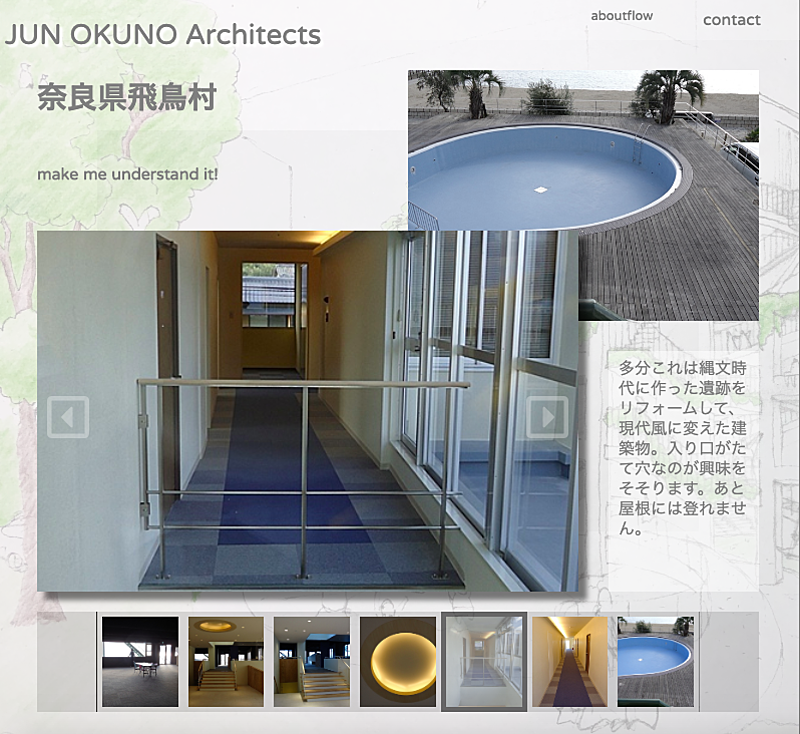 JUN OKUNO Architects
aboutflow
contact
奈良県飛鳥村
make me understand it!
多分これは縄文時
代に作った遺跡を
リフォームして、
現代風に変えた建
築物。入り口がた
て穴なのが興味を
そそります。あと
屋根には登れませ
ん。